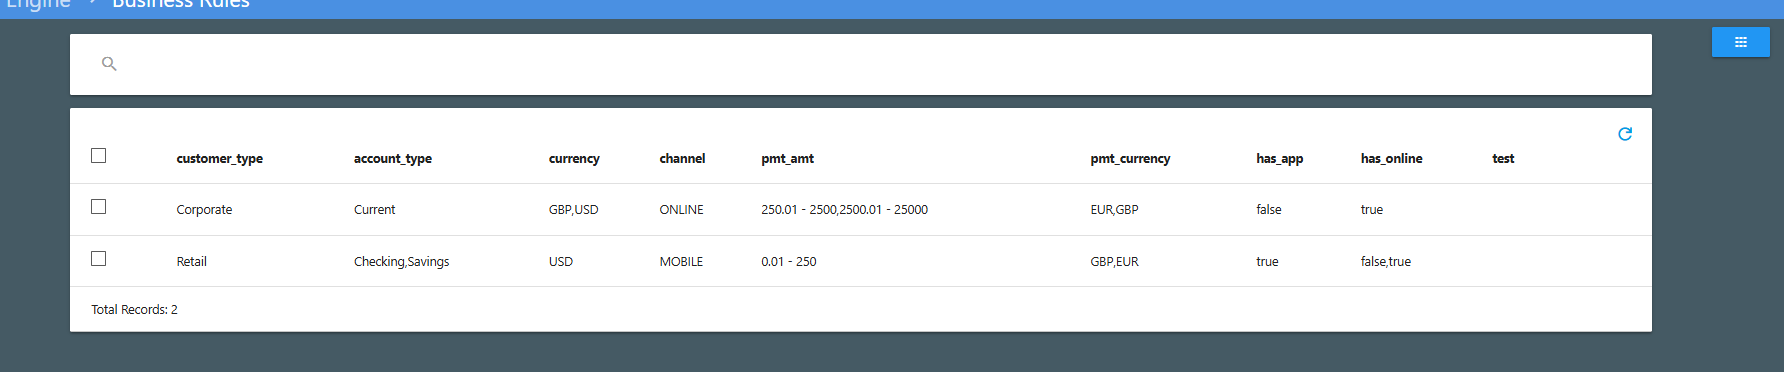 Engine > Business Rules
customer_type account_type currency channel pmt_amt pmt_currency has_app has_online test
Corporate Current GBP,USD ONLINE 250.01 - 2500,2500.01 - 25000 EUR,GBP false true
Retail Checking,Savings USD MOBILE 0.01 - 250 GBP,EUR true false,true
Total Records: 2